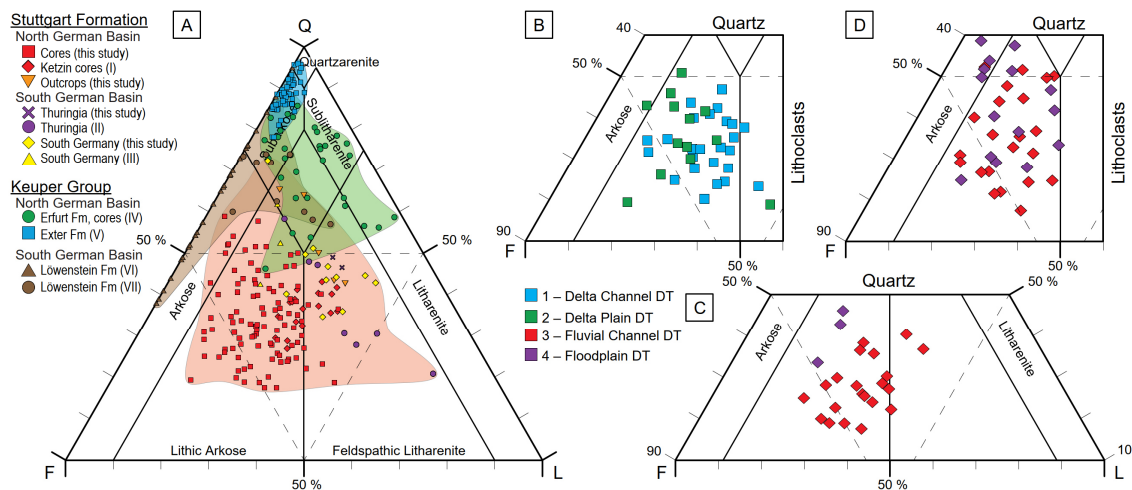 Stuttgart Formation
North German Basin
Cores (this study)
Ketzin cores (I)
Outcrops (this study)
South German Basin
Thuringia (this study)
Thuringia (II)
South Germany (this study)
South Germany (III)
Keuper Group
North German Basin
Erfurt Fm, cores (IV)
Exter Fm (V)
South German Basin
Löwenstein Fm (VI)
Löwenstein Fm (VII)
A
Q
Quartzarenite
Sublitharenite
50 %
50 %
Arkose
Litharenite
Lithic Arkose
Feldspathic Litharenite
F
L
50 %
B
Quartz
40
50 %
Arkose
Lithoclasts
90
F
50 %
D
Quartz
40
50 %
Arkose
Lithoclasts
90
F
50 %
1 – Delta Channel DT
2 – Delta Plain DT
3 – Fluvial Channel DT
4 – Floodplain DT
C
Quartz
50 %
50 %
Arkose
Litharenite
90
F
50 %
10
L